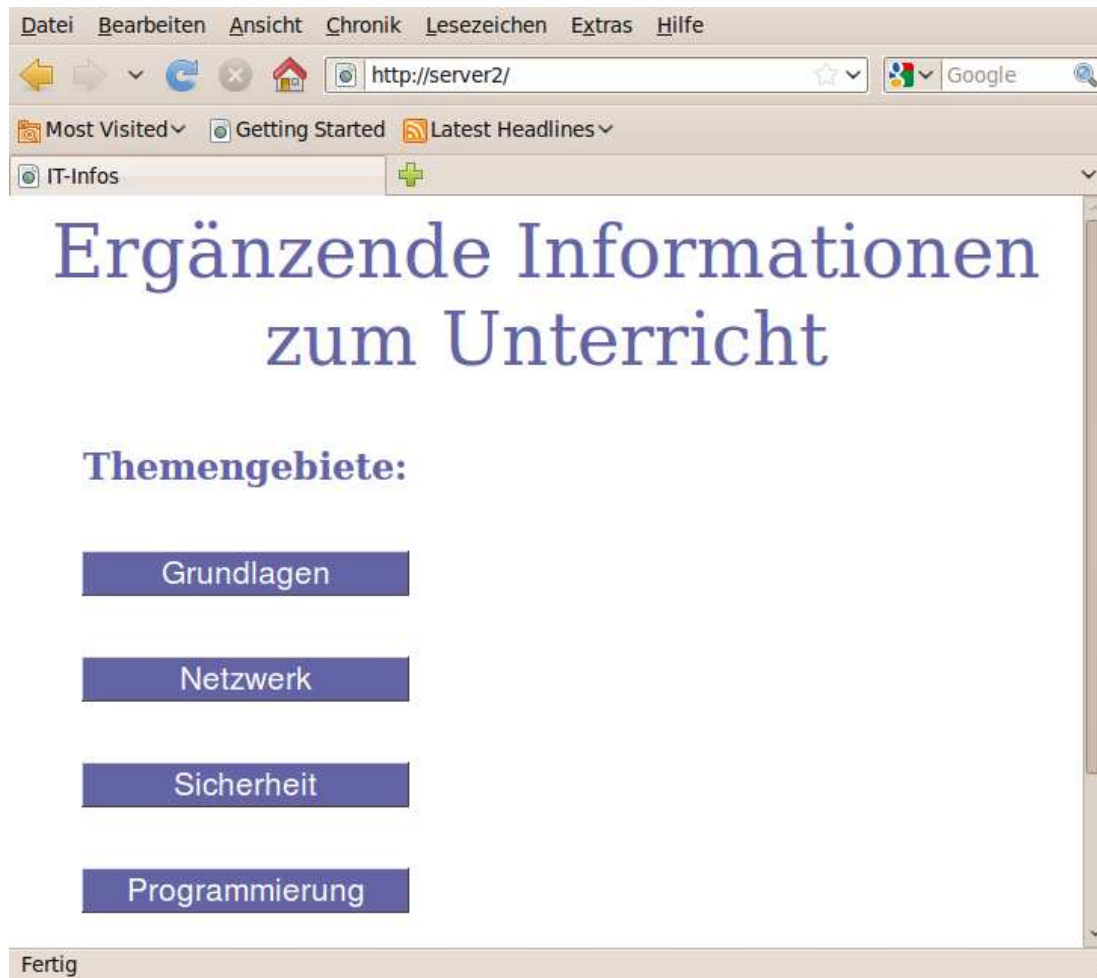 Datei Bearbeiten Ansicht Chronik Lesezeichen Extras Hilfe
http://server2/ Google
Most Visited Getting Started Latest Headlines
IT-Infos
Ergänzende Informationen
zum Unterricht
Themengebiete:
Grundlagen
Netzwerk
Sicherheit
Programmierung
Fertig